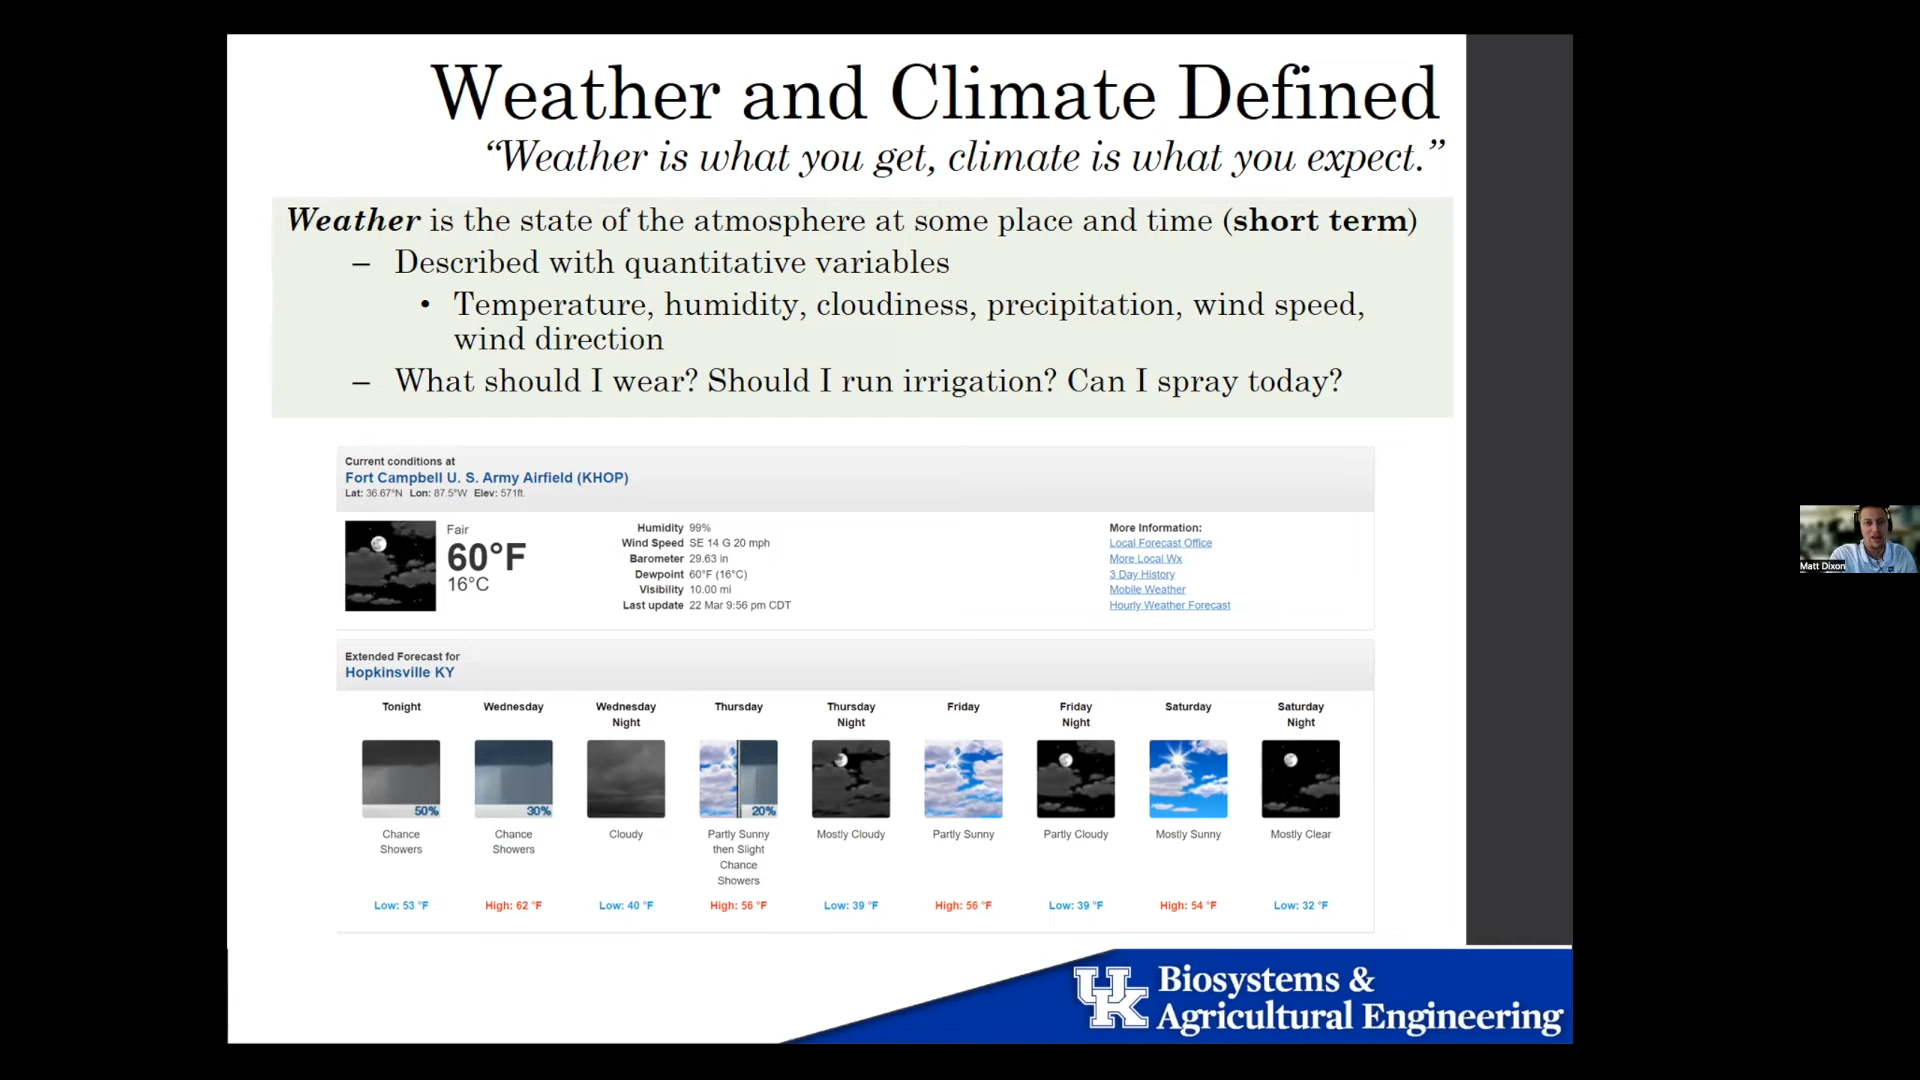 Weather and Climate Defined
“Weather is what you get, climate is what you expect.”
Weather is the state of the atmosphere at some place and time (short term)
– Described with quantitative variables
• Temperature, humidity, cloudiness, precipitation, wind speed,
wind direction
– What should I wear? Should I run irrigation? Can I spray today?
Current conditions at
Fort Campbell U. S. Army Airfield (KHOP)
Lat: 36.67°N Lon: 87.5°W Elev: 571ft.
Fair
60°F
16°C
Humidity 99%
Wind Speed SE 14 G 20 mph
Barometer 29.63 in
Dewpoint 60°F (16°C)
Visibility 10.00 mi
Last update 22 Mar 9:56 pm CDT
More Information:
Local Forecast Office
More Local Wx
3 Day History
Mobile Weather
Hourly Weather Forecast
Matt Dixon
Extended Forecast for
Hopkinsville KY
Tonight
50%
Chance
Showers
Low: 53 °F
Wednesday
30%
Chance
Showers
High: 62 °F
Wednesday
Night
Cloudy
Low: 40 °F
Thursday
20%
Partly Sunny
then Slight
Chance
Showers
High: 56 °F
Thursday
Night
Mostly Cloudy
Low: 39 °F
Friday
Partly Sunny
High: 56 °F
Friday
Night
Partly Cloudy
Low: 39 °F
Saturday
Mostly Sunny
High: 54 °F
Saturday
Night
Mostly Clear
Low: 32 °F
UK
Biosystems &
Agricultural Engineering